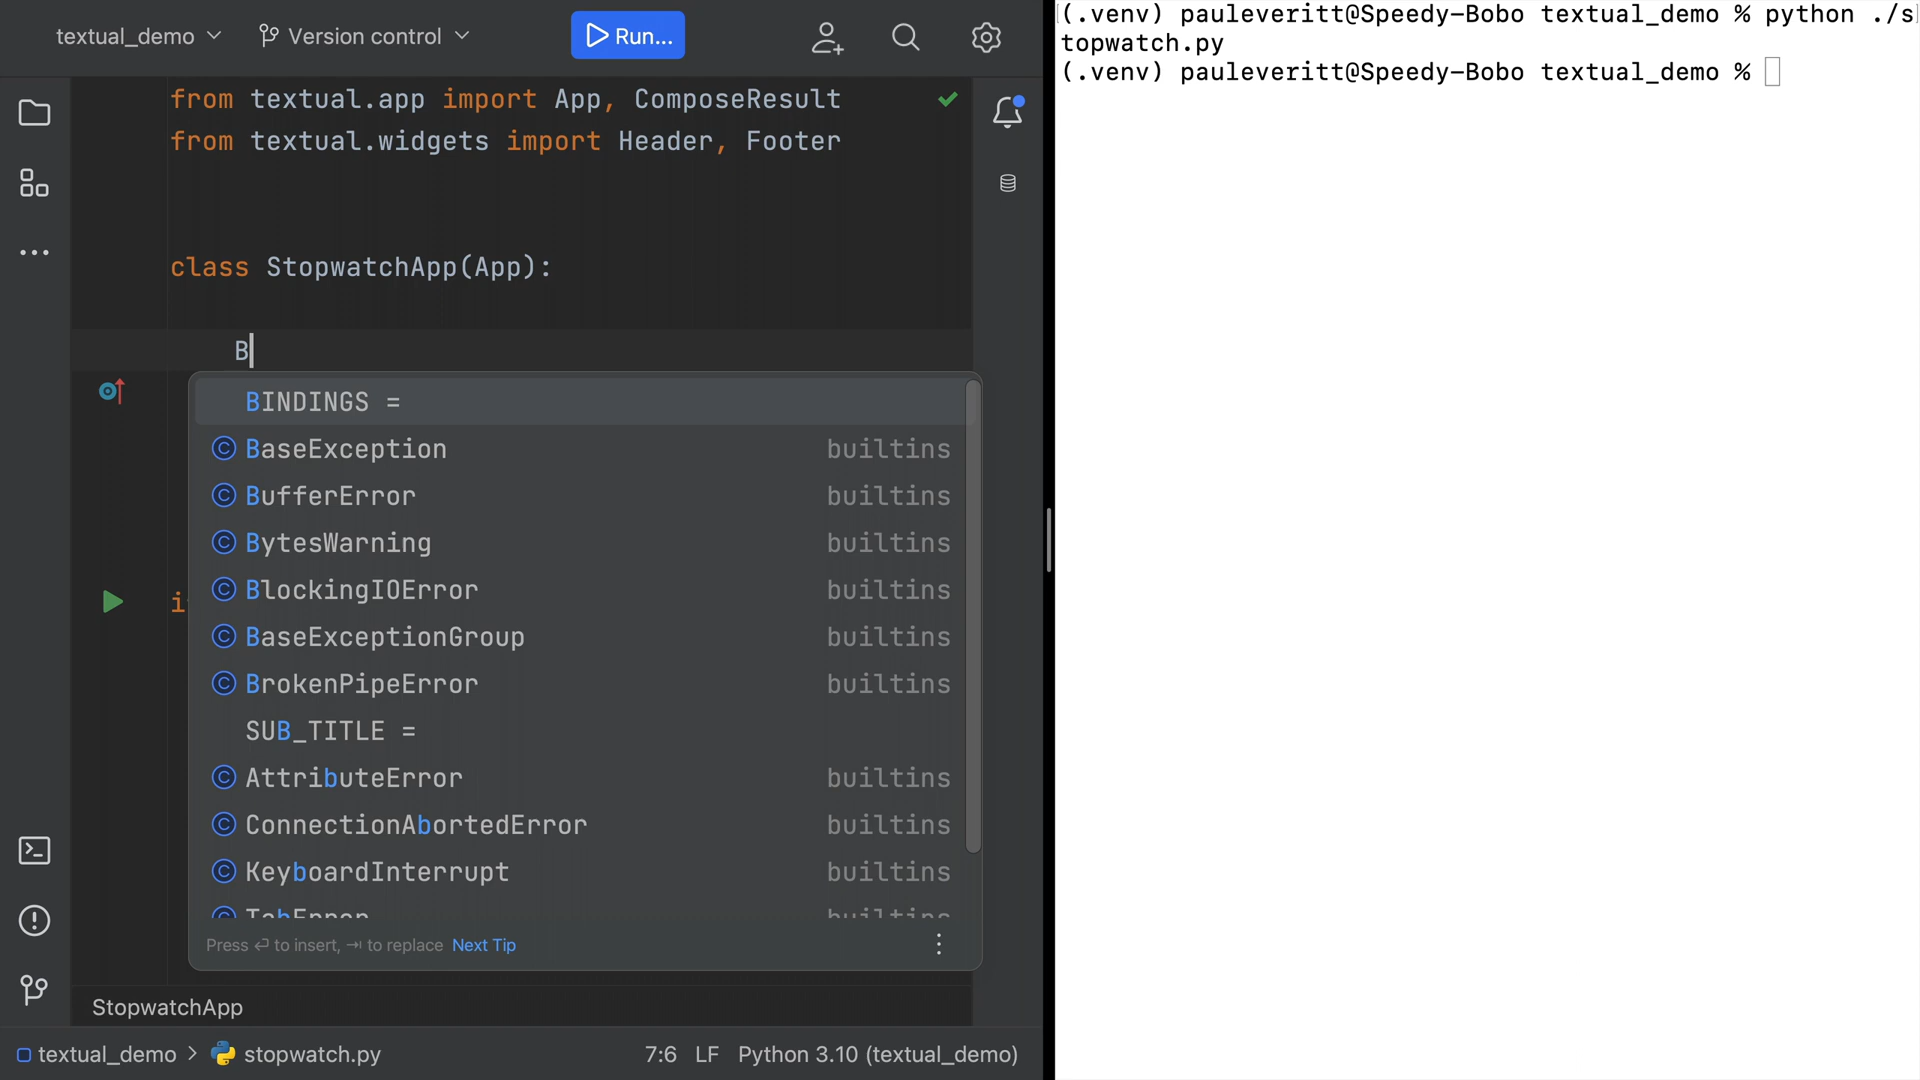 textual_demo
Version control
Run...
from textual.app import App, ComposeResult
from textual.widgets import Header, Footer
class StopwatchApp(App):
B
BINDINGS =
BaseException builtins
BufferError builtins
BytesWarning builtins
BlockingIOError builtins
BaseExceptionGroup builtins
BrokenPipeError builtins
SUB_TITLE =
AttributeError builtins
ConnectionAbortedError builtins
KeyboardInterrupt builtins
TabError builtins
i
Press ⏎ to insert, ⇥ to replace Next Tip
StopwatchApp
textual_demo > stopwatch.py
7:6 LF Python 3.10 (textual_demo)
(.venv) pauleveritt@Speedy-Bobo textual_demo % python ./s
topwatch.py
(.venv) pauleveritt@Speedy-Bobo textual_demo %